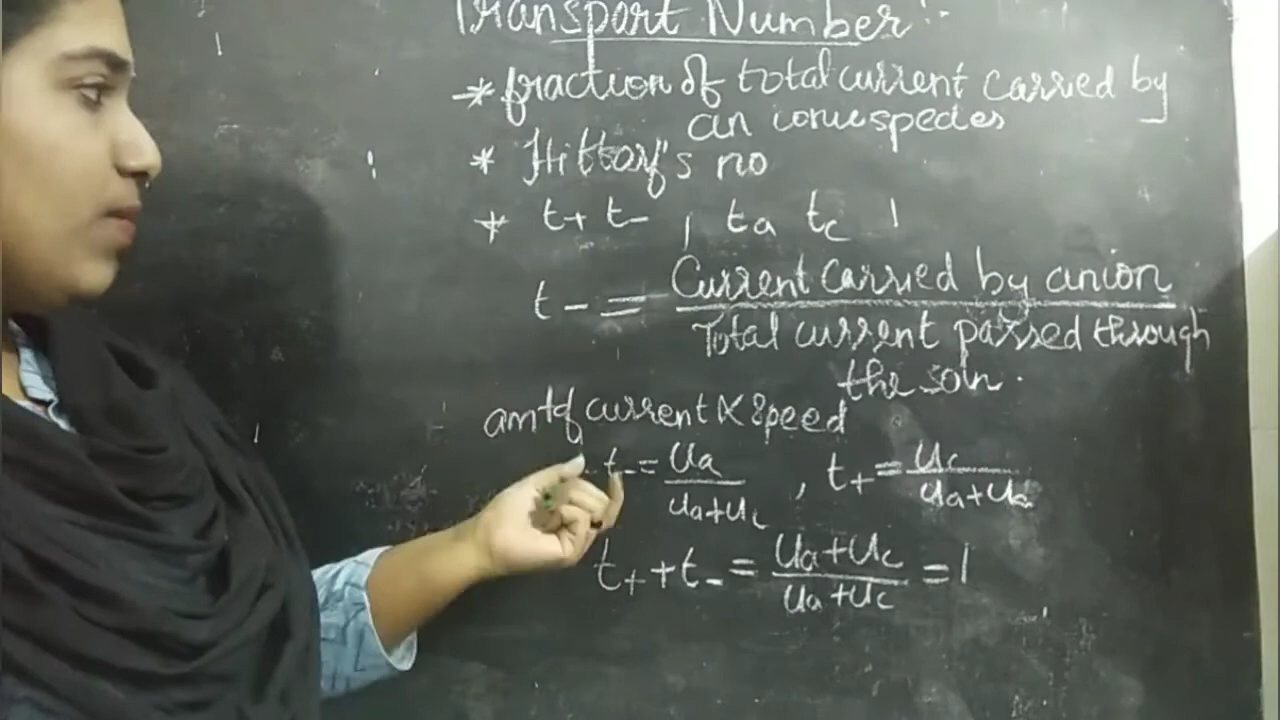 Transport Number :-
* fraction of total current carried by
an ionic species
* Hittorf's no
* t+ t- , ta tc
t- = Current carried by anion
Total current passed through
the soln.
amt of current ∝ speed
t- = Ua / Ua+Uc , t+ = Uc / Ua+Uc
t+ + t- = Ua+Uc / Ua+Uc = 1